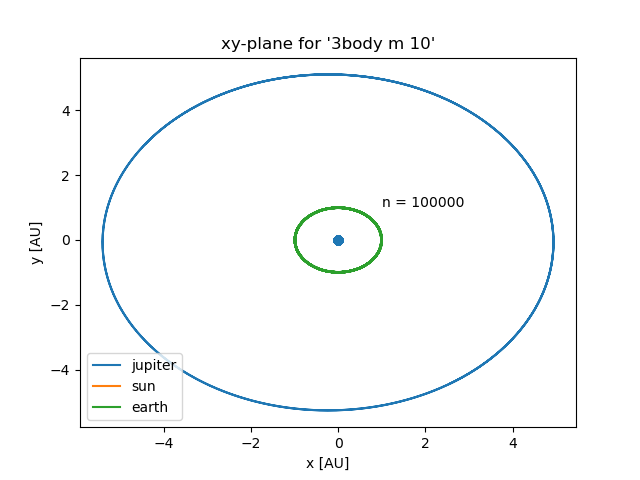 xy-plane for '3body m 10'
y [AU]
4
2
0
−2
−4
n = 100000
jupiter
sun
earth
−4
−2
0
2
4
x [AU]